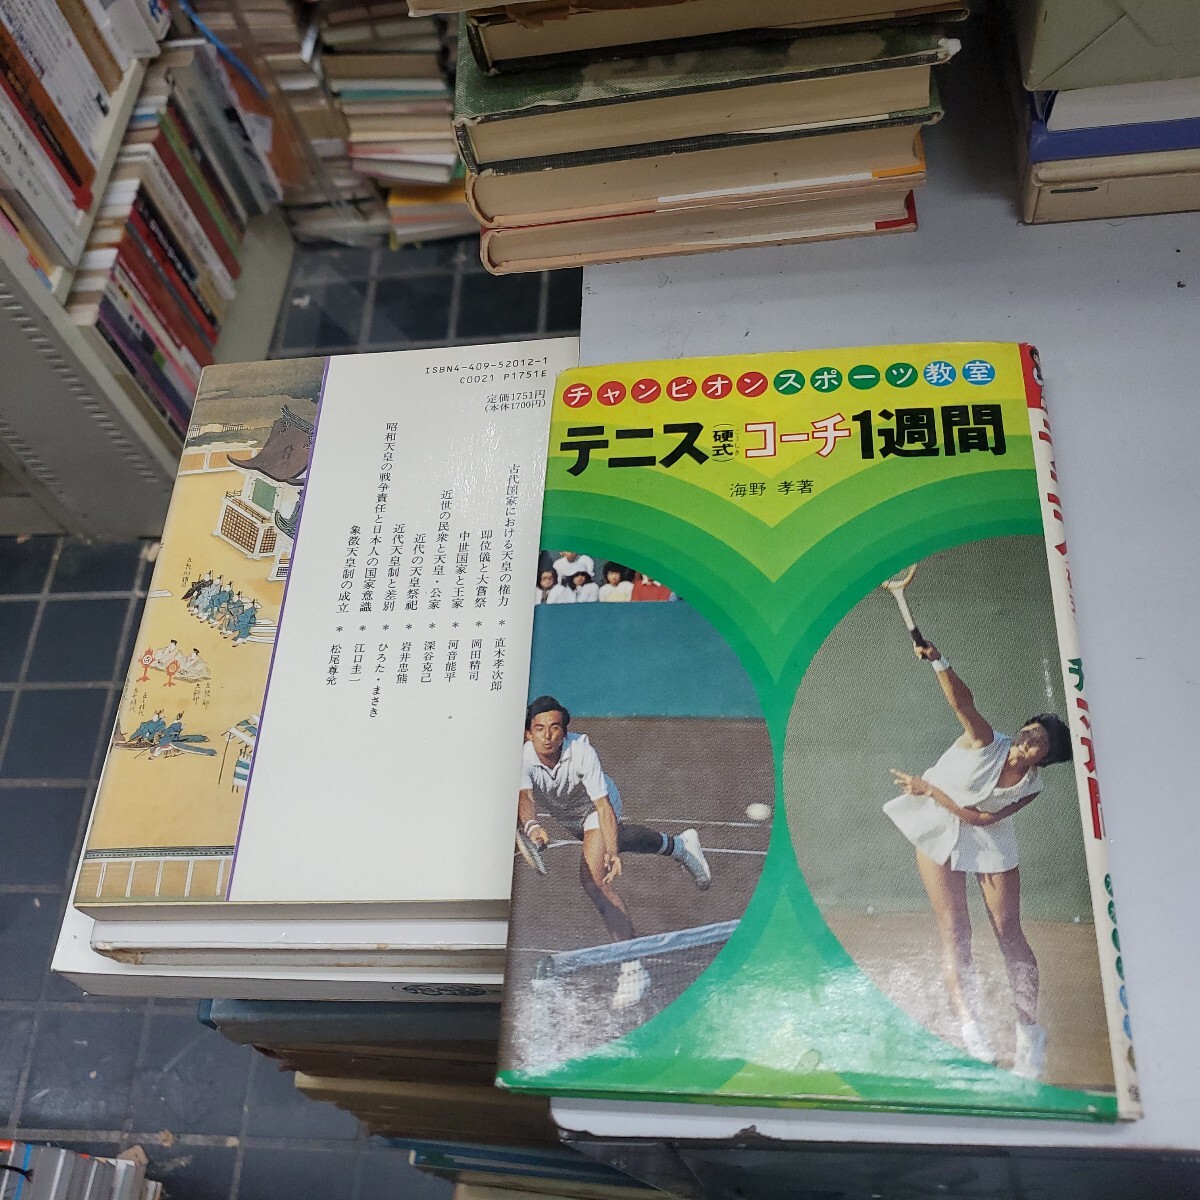 ISBN4-409-52012-1
C0021 P1751E
定価1751円
(本体1700円)
古代国家における天皇の権力 * 直木孝次郎
即位儀と大嘗祭 * 岡田精司
中世国家と王家 * 河音能平
近世の民衆と天皇・公家 * 深谷克己
近代の天皇祭祀 * 岩井忠熊
近代天皇制と差別 * ひろた・まさき
昭和天皇の戦争責任と日本人の国家意識 * 江口圭一
象徴天皇制の成立 * 松尾尊兊
チャンピオンスポーツ教室
テニス(硬式)コーチ1週間
こうしき
海野 孝著